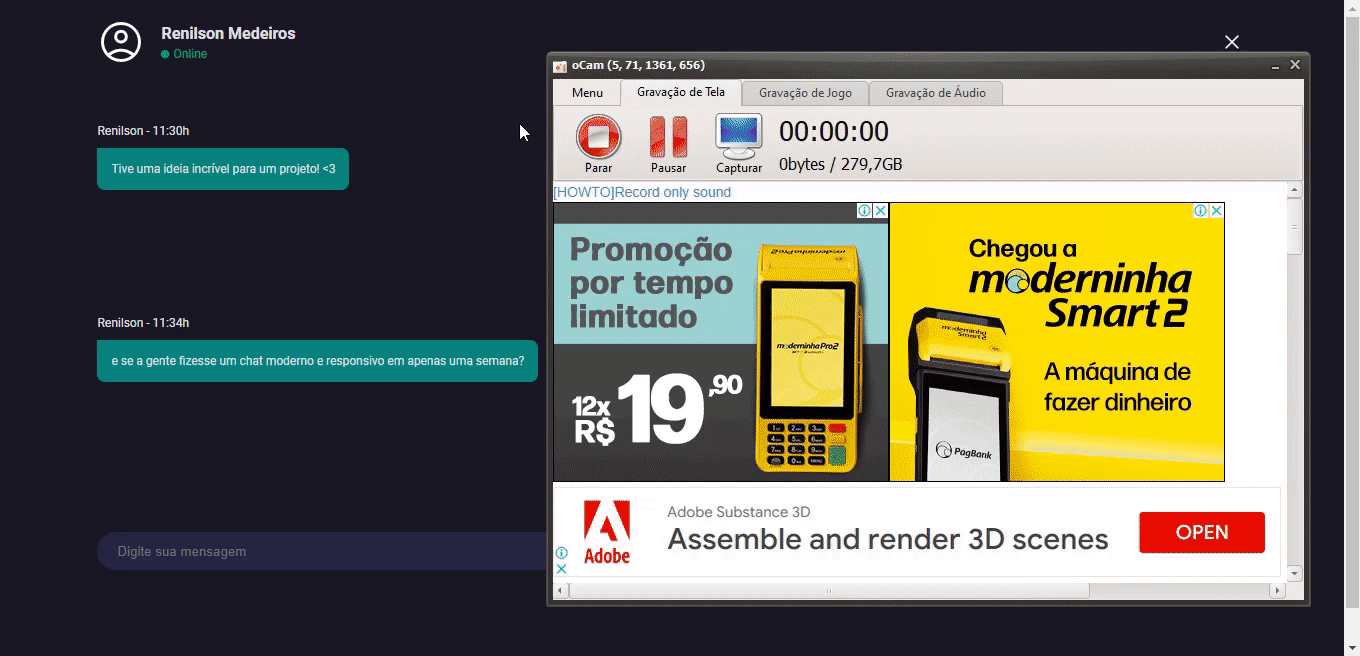 Renilson Medeiros
Online
Renilson - 11:30h
Tive uma ideia incrível para um projeto! <3
Renilson - 11:34h
e se a gente fizesse um chat moderno e responsivo em apenas uma semana?
Digite sua mensagem
oCam (5, 71, 1361, 656)
Menu
Gravação de Tela
Gravação de Jogo
Gravação de Áudio
Parar
Pausar
Capturar
00:00:00
0bytes / 279,7GB
[HOWTO]Record only sound
Promoção
por tempo
limitado
12x
R$19,90
moderninha Pro2
moderninha Pro2
Chegou a
moderninha
Smart 2
A máquina de
fazer dinheiro
moderninha
Smart 2
PagBank
Adobe
Adobe Substance 3D
Assemble and render 3D scenes
OPEN